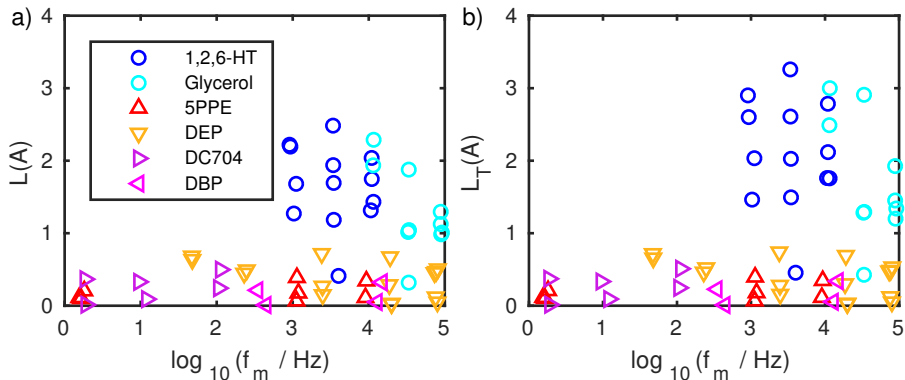 a)
4
3
2
1
0
L(A)
1,2,6-HT
Glycerol
5PPE
DEP
DC704
DBP
0 1 2 3 4 5
log 10 (f m / Hz)
b)
4
3
2
1
0
L T (A)
0 1 2 3 4 5
log 10 (f m / Hz)